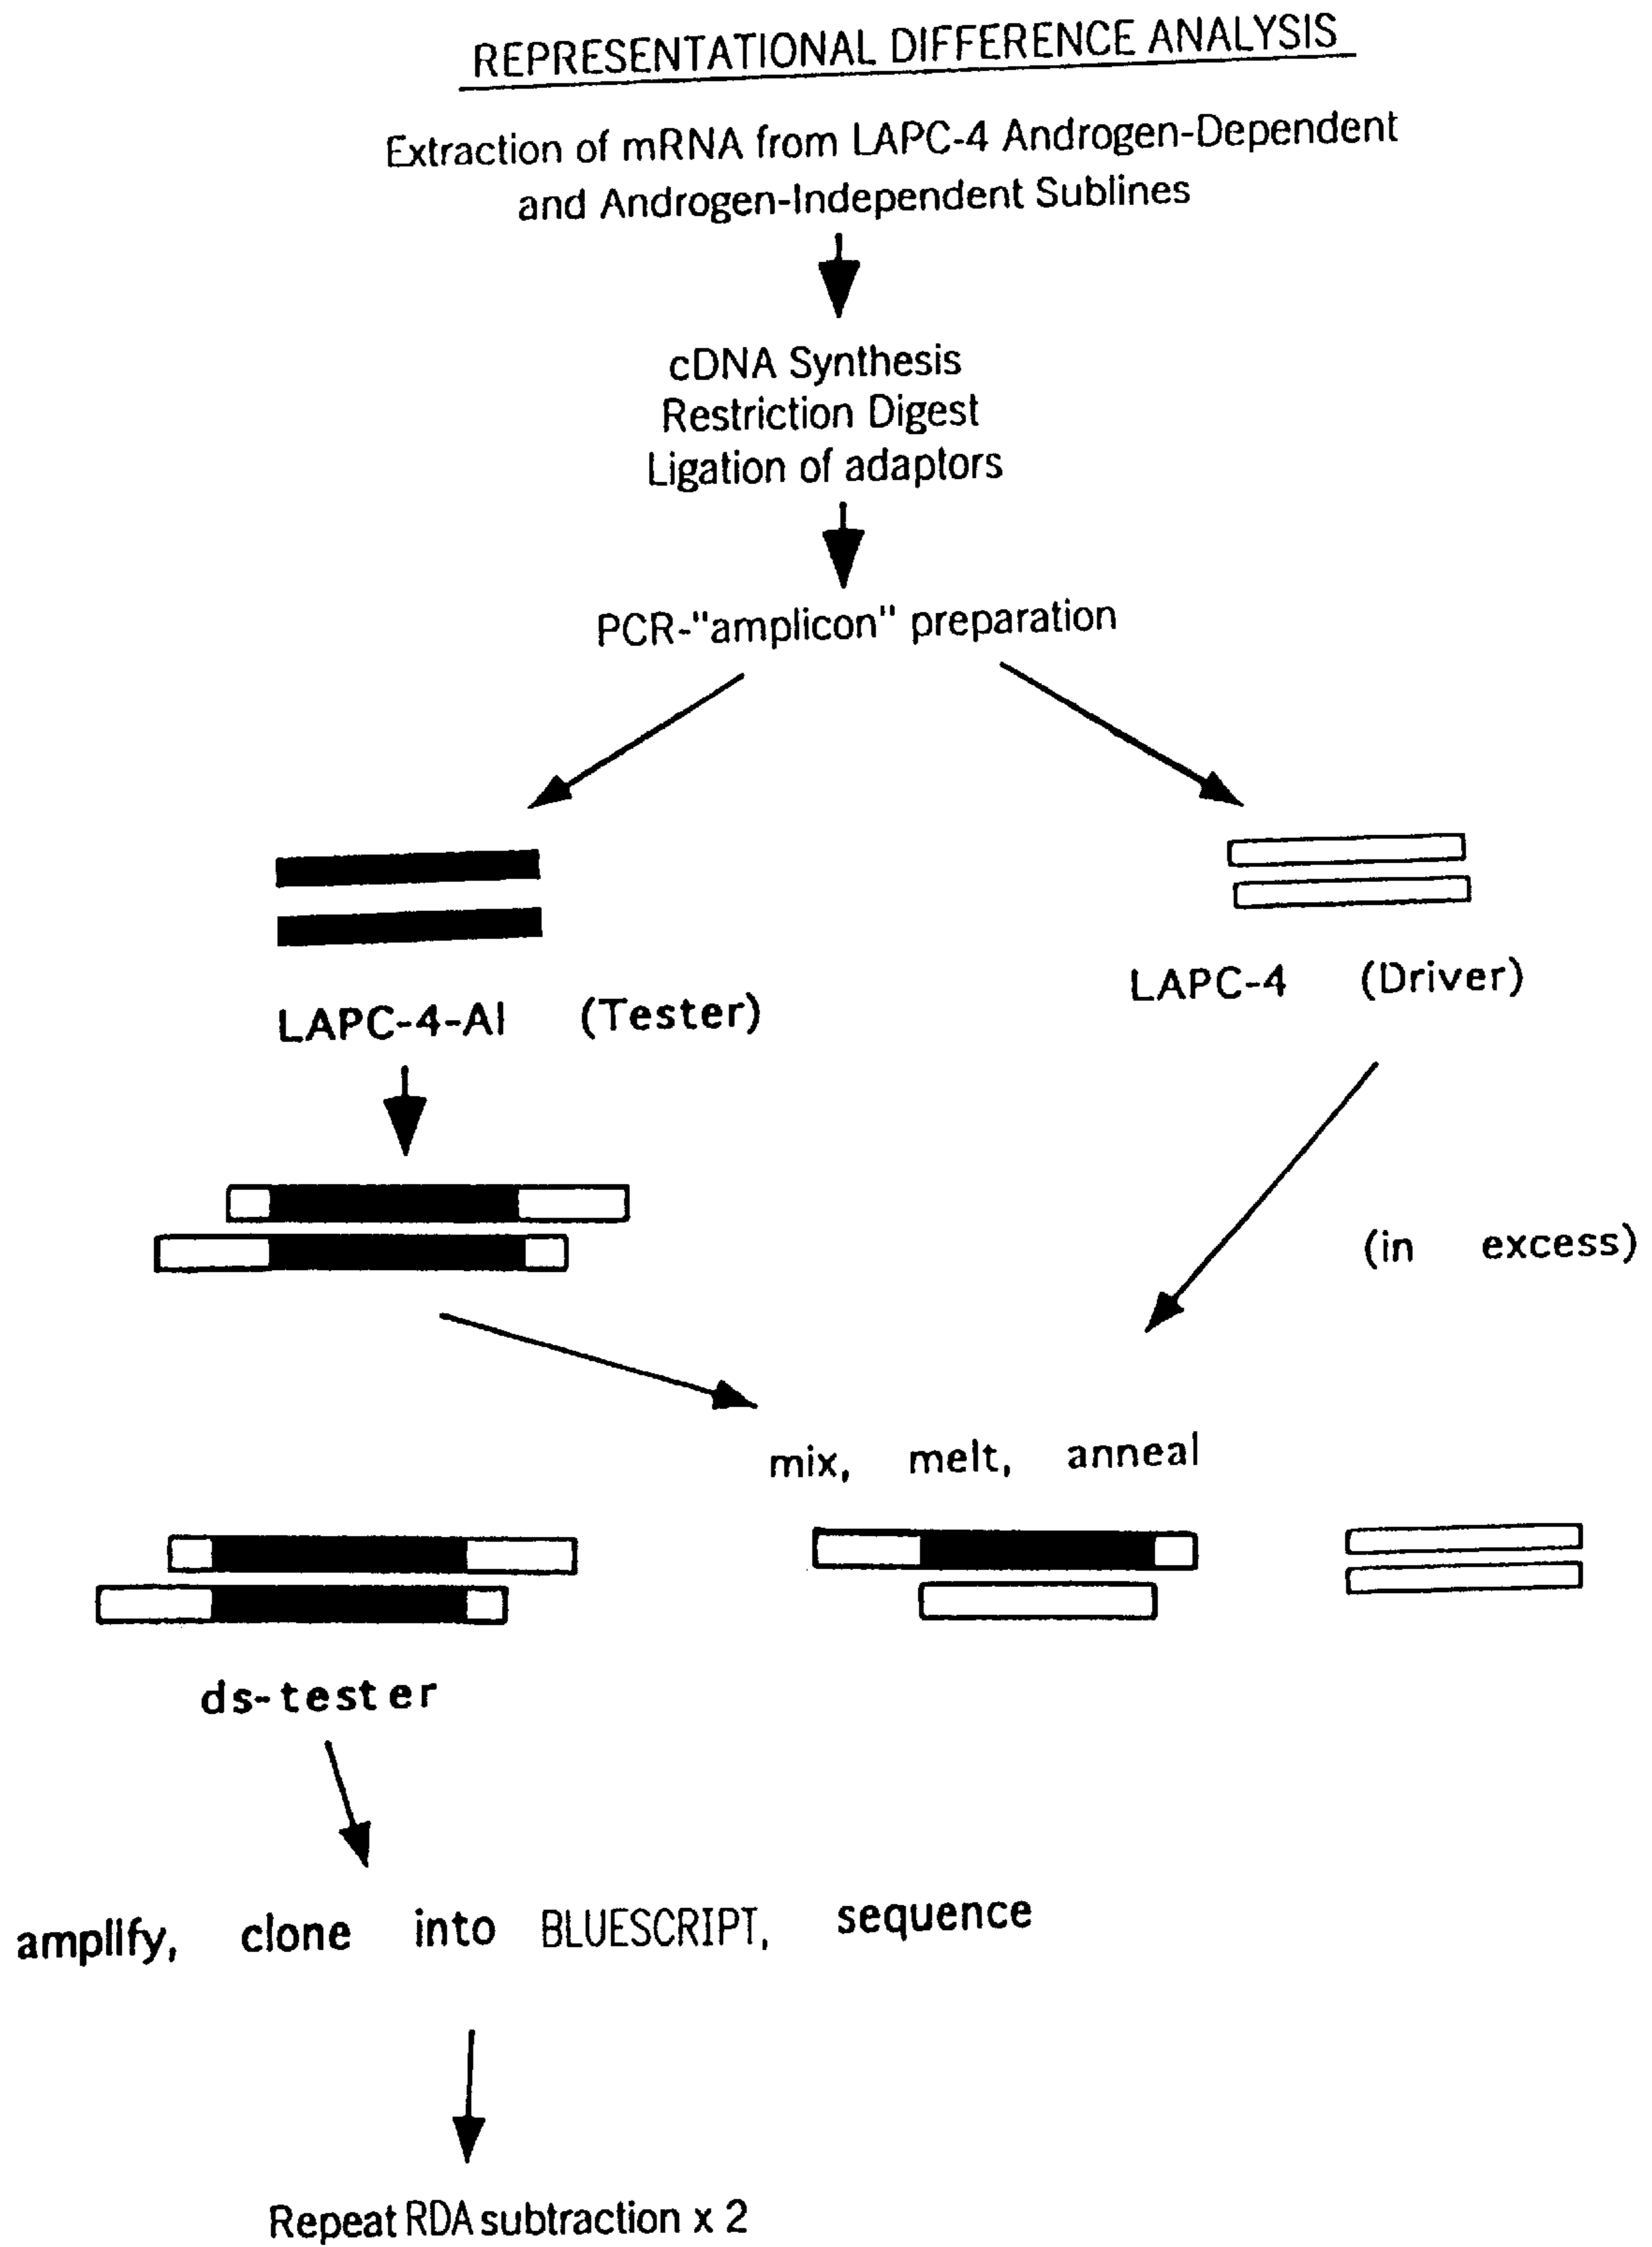 REPRESENTATIONAL DIFFERENCE ANALYSIS
Extraction of mRNA from LAPC-4 Androgen-Dependent
and Androgen-Independent Sublines
cDNA Synthesis
Restriction Digest
Ligation of adaptors
PCR-"amplicon" preparation
LAPC-4-AI (Tester)
LAPC-4 (Driver)
(in excess)
mix, melt, anneal
ds-tester
amplify, clone into BLUESCRIPT, sequence
Repeat RDA subtraction x 2